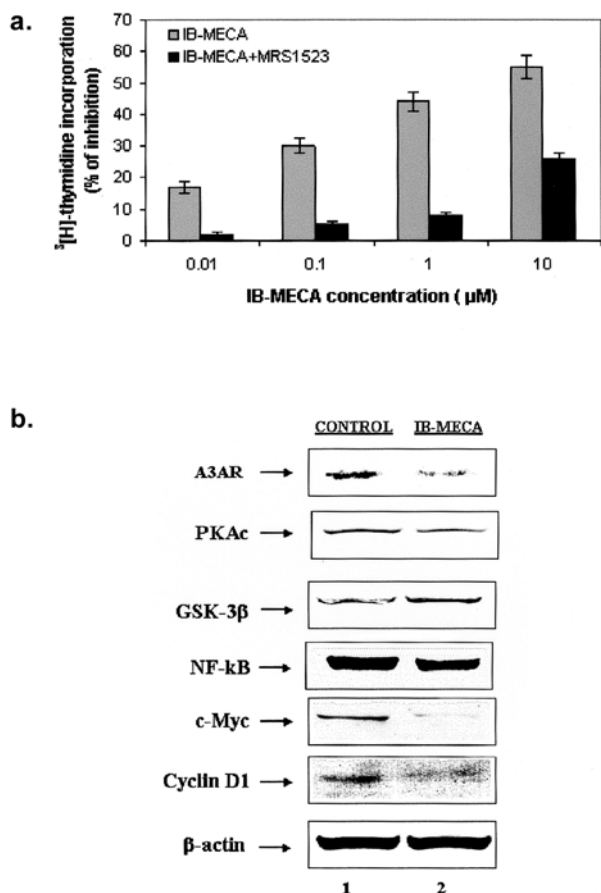 a.
³[H]-thymidine incorporation
(% of inhibition)
70
60
50
40
30
20
10
0
IB-MECA
IB-MECA+MRS1523
0.01
0.1
1
10
IB-MECA concentration ( µM)
b.
CONTROL
IB-MECA
A3AR
PKAc
GSK-3β
NF-kB
c-Myc
Cyclin D1
β-actin
1
2